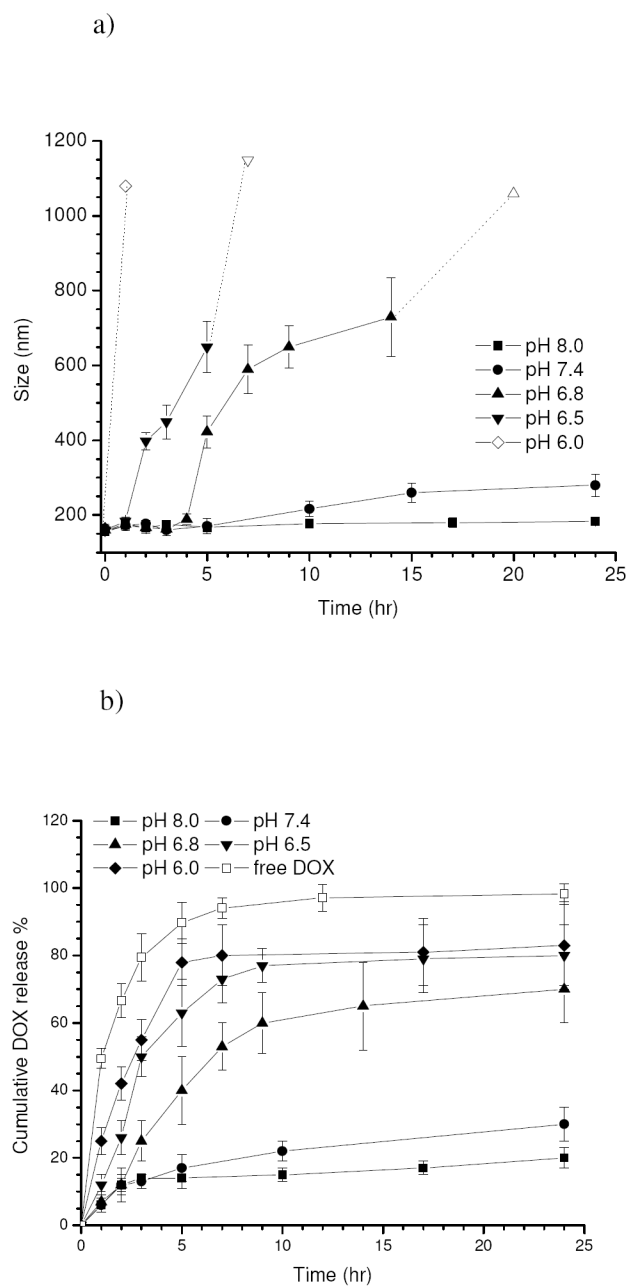 a)
1200
1000
800
600
400
200
Size (nm)
pH 8.0
pH 7.4
pH 6.8
pH 6.5
pH 6.0
0 5 10 15 20 25
Time (hr)
b)
120
100
80
60
40
20
0
Cumulative DOX release %
pH 8.0 pH 7.4
pH 6.8 pH 6.5
pH 6.0 free DOX
0 5 10 15 20 25
Time (hr)